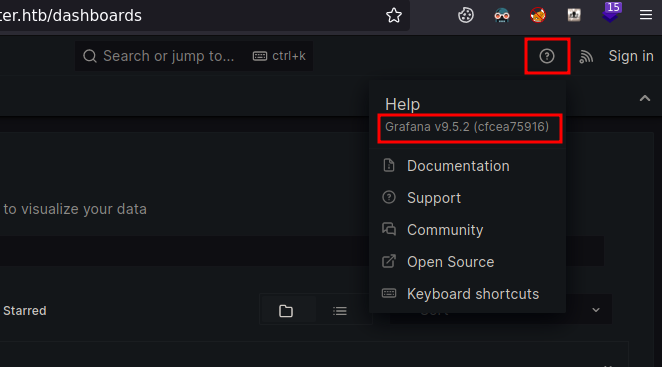 ter.htb/dashboards
15
Search or jump to... ctrl+k
Sign in
Help
Grafana v9.5.2 (cfcea75916)
Documentation
Support
Community
Open Source
Keyboard shortcuts
to visualize your data
Starred